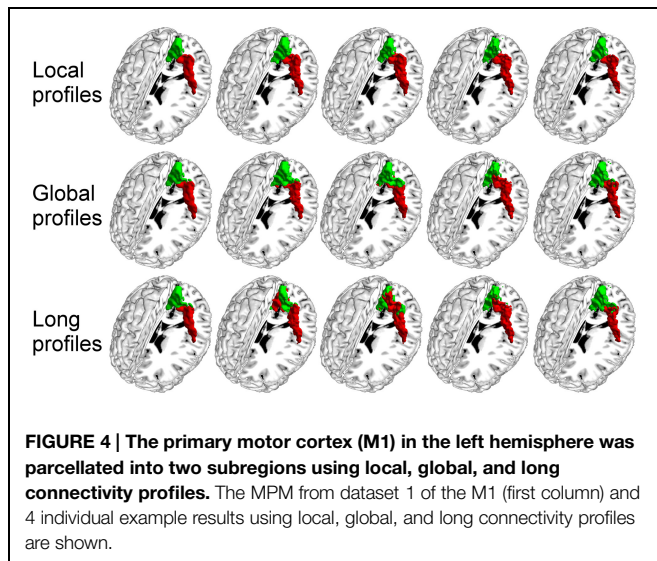 Local
profiles
Global
profiles
Long
profiles
FIGURE 4 | The primary motor cortex (M1) in the left hemisphere was
parcellated into two subregions using local, global, and long
connectivity profiles. The MPM from dataset 1 of the M1 (first column) and
4 individual example results using local, global, and long connectivity profiles
are shown.